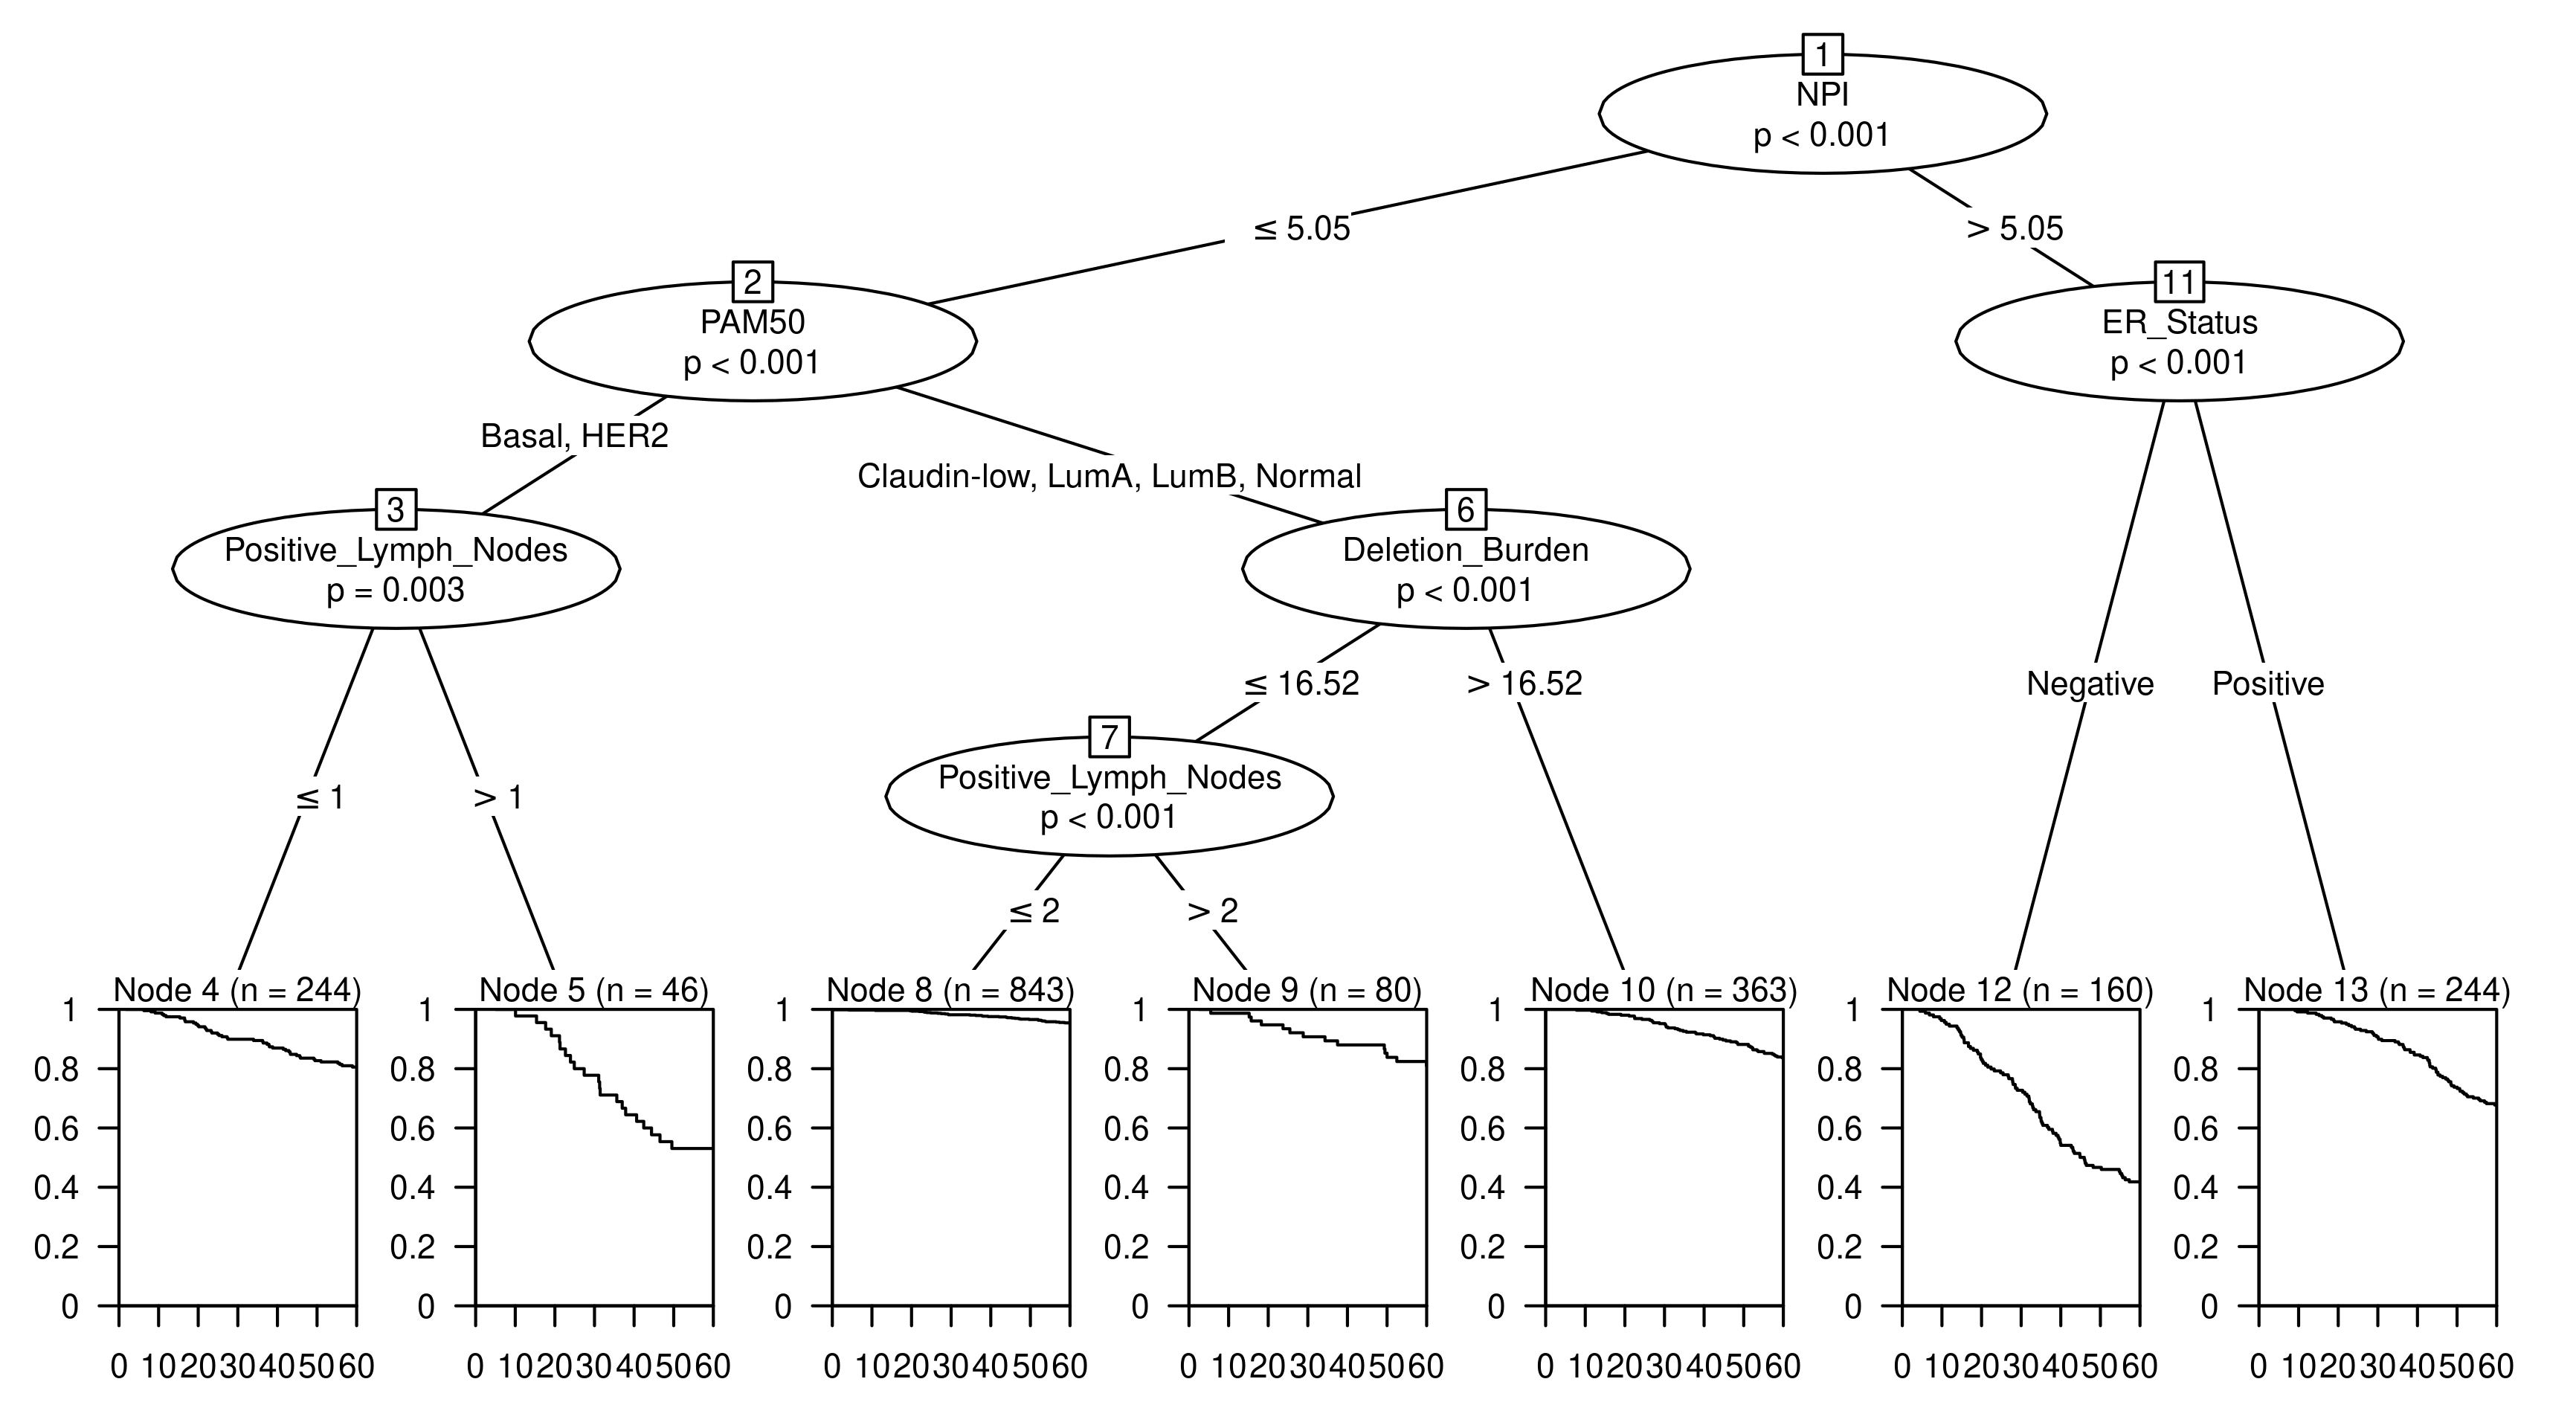 1
NPI
p < 0.001
≤ 5.05
> 5.05
2
PAM50
p < 0.001
11
ER_Status
p < 0.001
Basal, HER2
Claudin-low, LumA, LumB, Normal
3
Positive_Lymph_Nodes
p = 0.003
6
Deletion_Burden
p < 0.001
≤ 16.52
> 16.52
Negative
Positive
7
Positive_Lymph_Nodes
p < 0.001
≤ 1
> 1
≤ 2
> 2
Node 4 (n = 244)
1
0.8
0.6
0.4
0.2
0
0 10 20 30 40 50 60
Node 5 (n = 46)
1
0.8
0.6
0.4
0.2
0
0 10 20 30 40 50 60
Node 8 (n = 843)
1
0.8
0.6
0.4
0.2
0
0 10 20 30 40 50 60
Node 9 (n = 80)
1
0.8
0.6
0.4
0.2
0
0 10 20 30 40 50 60
Node 10 (n = 363)
1
0.8
0.6
0.4
0.2
0
0 10 20 30 40 50 60
Node 12 (n = 160)
1
0.8
0.6
0.4
0.2
0
0 10 20 30 40 50 60
Node 13 (n = 244)
1
0.8
0.6
0.4
0.2
0
0 10 20 30 40 50 60